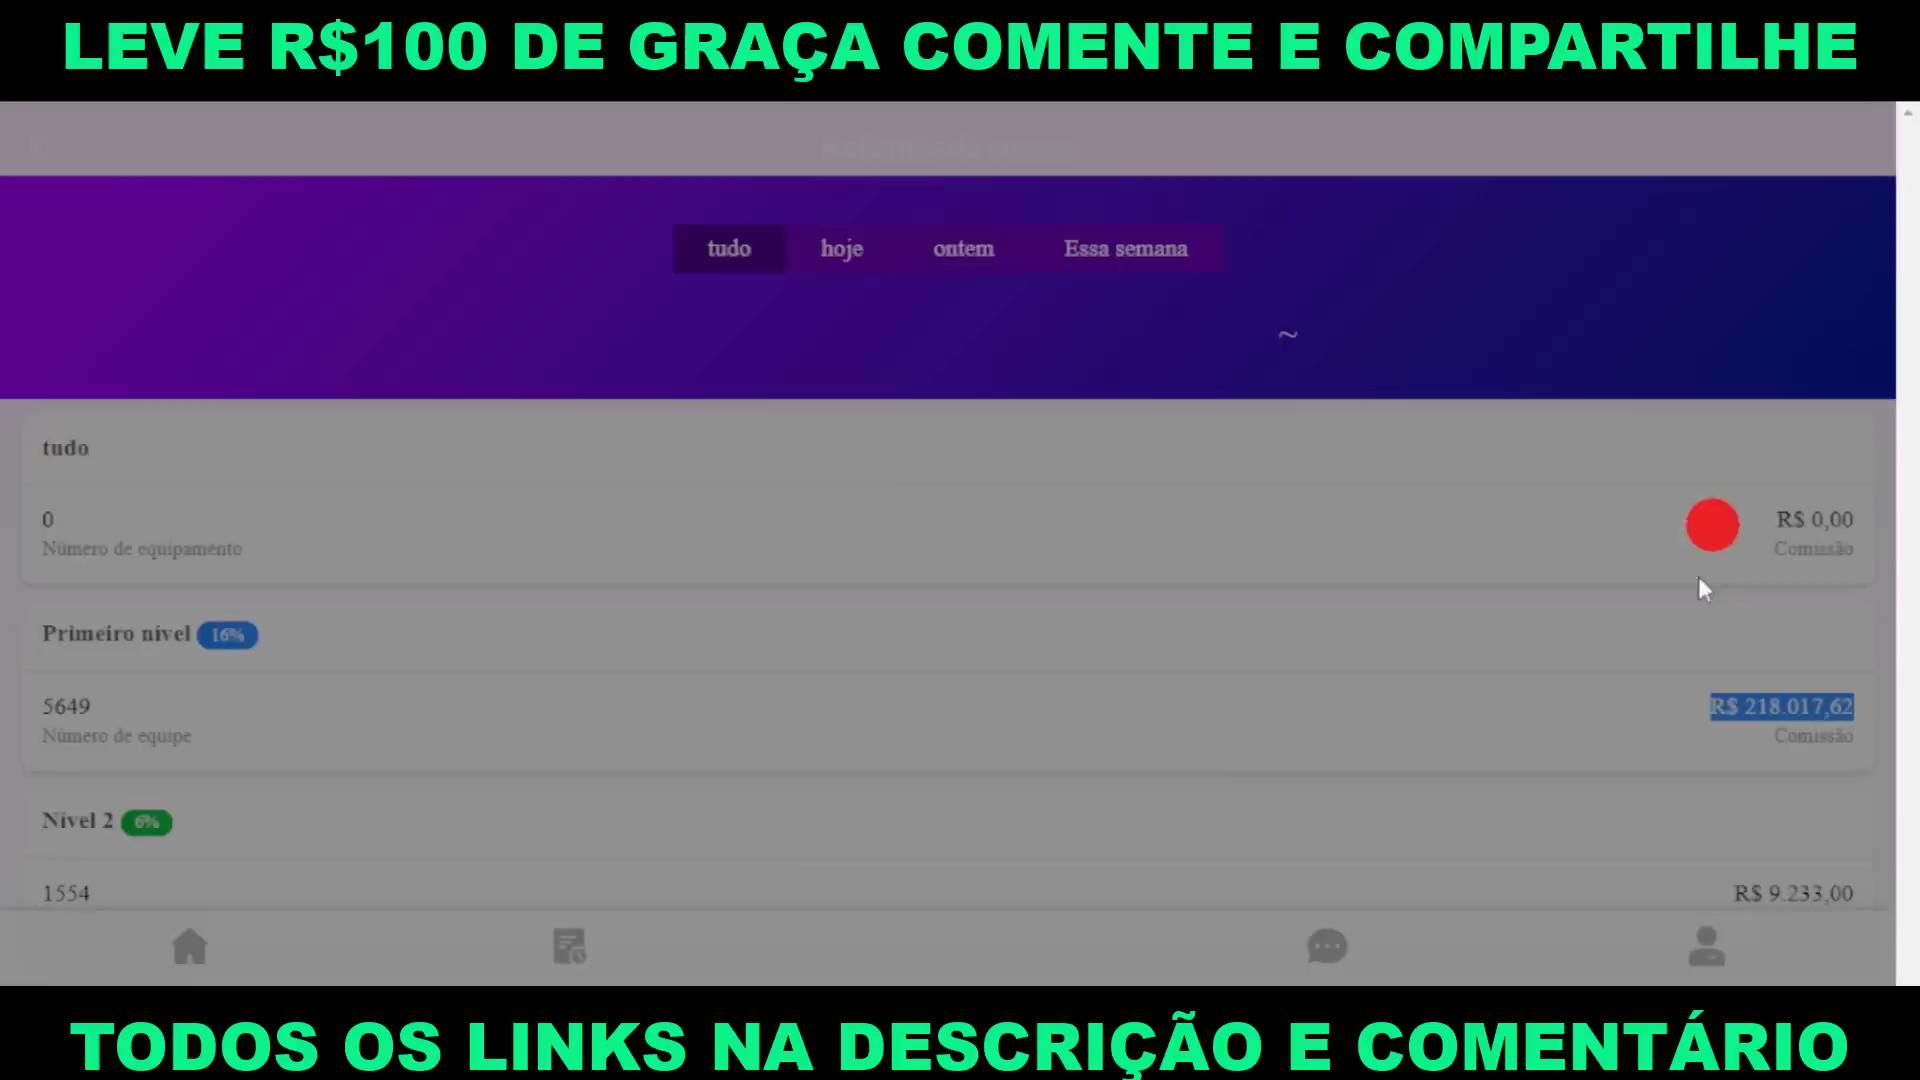 LEVE R$100 DE GRAÇA COMENTE E COMPARTILHE
tudo hoje ontem Essa semana
~
tudo
0 R$ 0,00
Número de equipamento Comissão
Primeiro nível 16%
5649 R$ 218.017,62
Número de equipe Comissão
Nível 2 6%
1554 R$ 9.233,00
TODOS OS LINKS NA DESCRIÇÃO E COMENTÁRIO